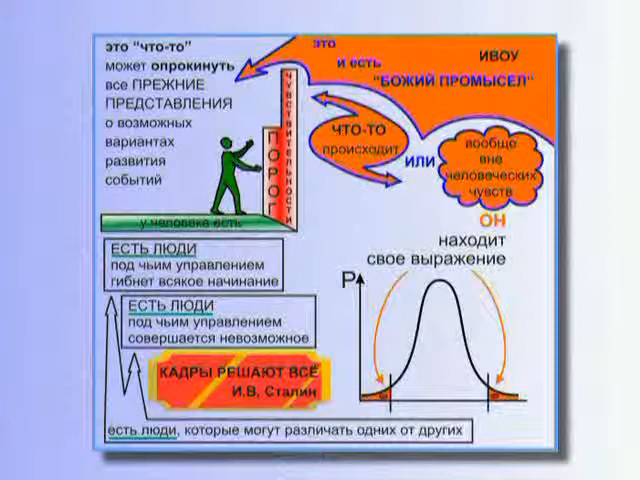 это "что-то"
может опрокинуть
все ПРЕЖНИЕ
ПРЕДСТАВЛЕНИЯ
о возможных
вариантах
развития
событий
это
и есть
ИВОУ
"БОЖИЙ ПРОМЫСЕЛ"
ПОРОГ
ЧУВСТВИТЕЛЬНОСТИ
у человека есть
ЧТО-ТО
происходит
ИЛИ
вообще
вне
человеческих
чувств
ОН
находит
свое выражение
P
ЕСТЬ ЛЮДИ
под чьим управлением
гибнет всякое начинание
ЕСТЬ ЛЮДИ
под чьим управлением
совершается невозможное
КАДРЫ РЕШАЮТ ВСЁ
И.В. Сталин
есть люди, которые могут различать одних от других